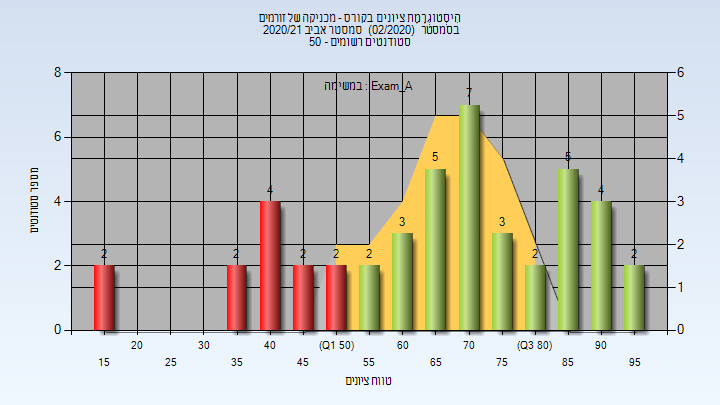 היסטוגרמת ציונים בקורס - מכניקה של זורמים
בסמסטר (02/2020) סמסטר אביב 2020/21
סטודנטים רשומים - 50
במשימה : Exam_A
8 6
6 5
4 4
2 3
0 2
1
0
מספר סטודנטים
2 2 4 2 2 2 3 5 7 3 2 5 4 2
20 30 40 (Q1 50) 60 70 (Q3 80) 90
15 25 35 45 55 65 75 85 95
טווח ציונים